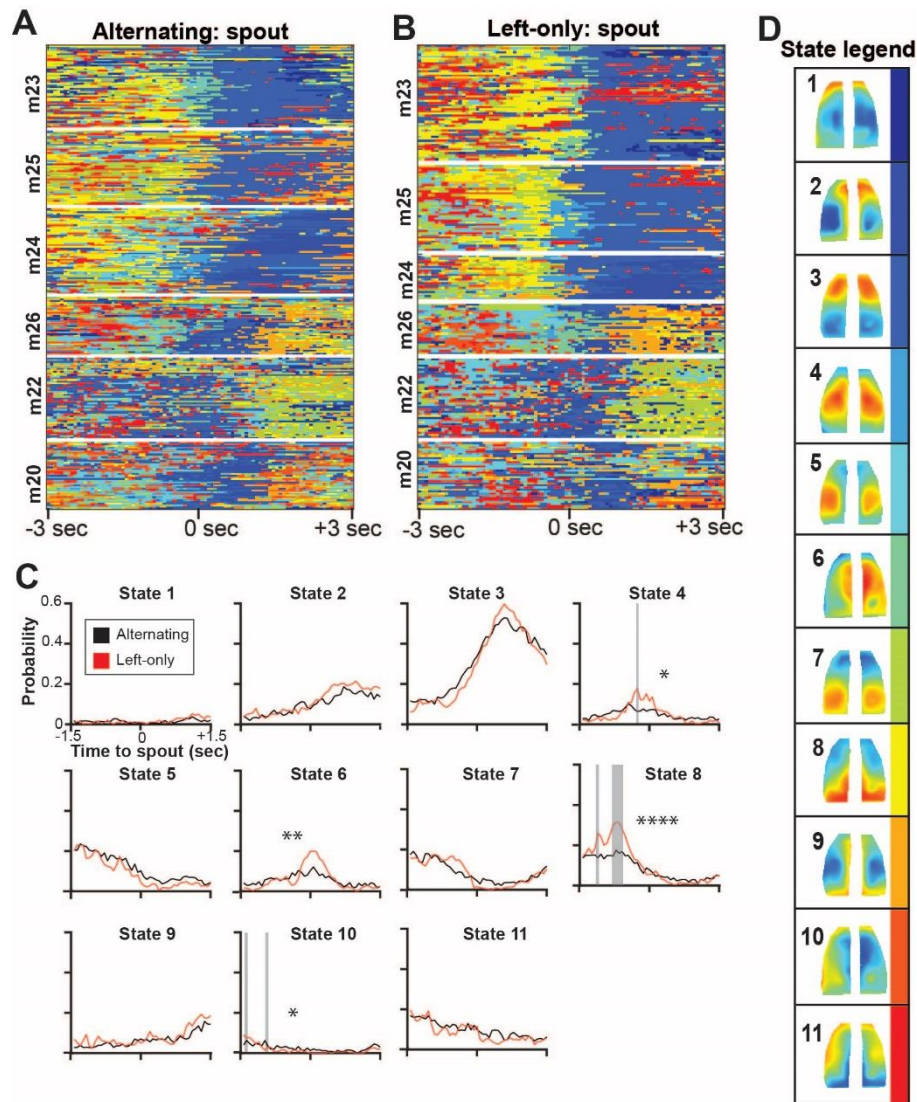 A
Alternating: spout
m23
m25
m24
m26
m22
m20
-3 sec
0 sec
+3 sec
B
Left-only: spout
m23
m25
m24
m26
m22
m20
-3 sec
0 sec
+3 sec
C
State 1
Probability
0.6
0.4
0.2
0
Alternating
Left-only
-1.5
0
+1.5
Time to spout (sec)
State 2
State 3
State 4
*
State 5
State 6
**
State 7
State 8
****
State 9
State 10
*
State 11
D
State legend
1
2
3
4
5
6
7
8
9
10
11